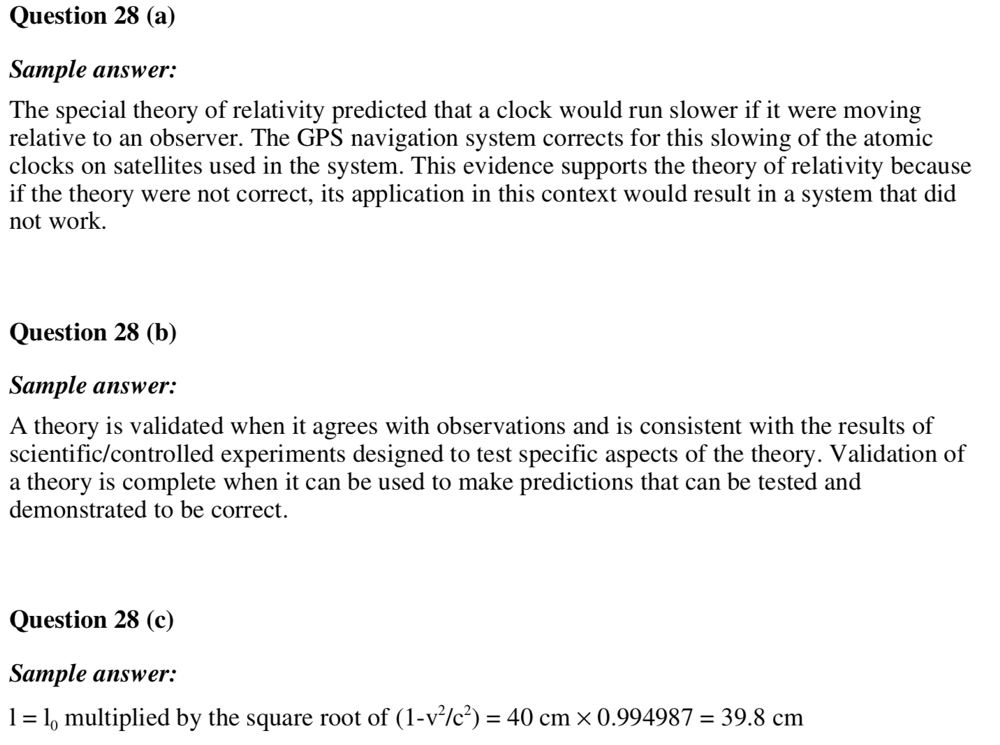 Question 28 (a)
Sample answer:
The special theory of relativity predicted that a clock would run slower if it were moving
relative to an observer. The GPS navigation system corrects for this slowing of the atomic
clocks on satellites used in the system. This evidence supports the theory of relativity because
if the theory were not correct, its application in this context would result in a system that did
not work.
Question 28 (b)
Sample answer:
A theory is validated when it agrees with observations and is consistent with the results of
scientific/controlled experiments designed to test specific aspects of the theory. Validation of
a theory is complete when it can be used to make predictions that can be tested and
demonstrated to be correct.
Question 28 (c)
Sample answer:
l = l₀ multiplied by the square root of (1-v²/c²) = 40 cm × 0.994987 = 39.8 cm